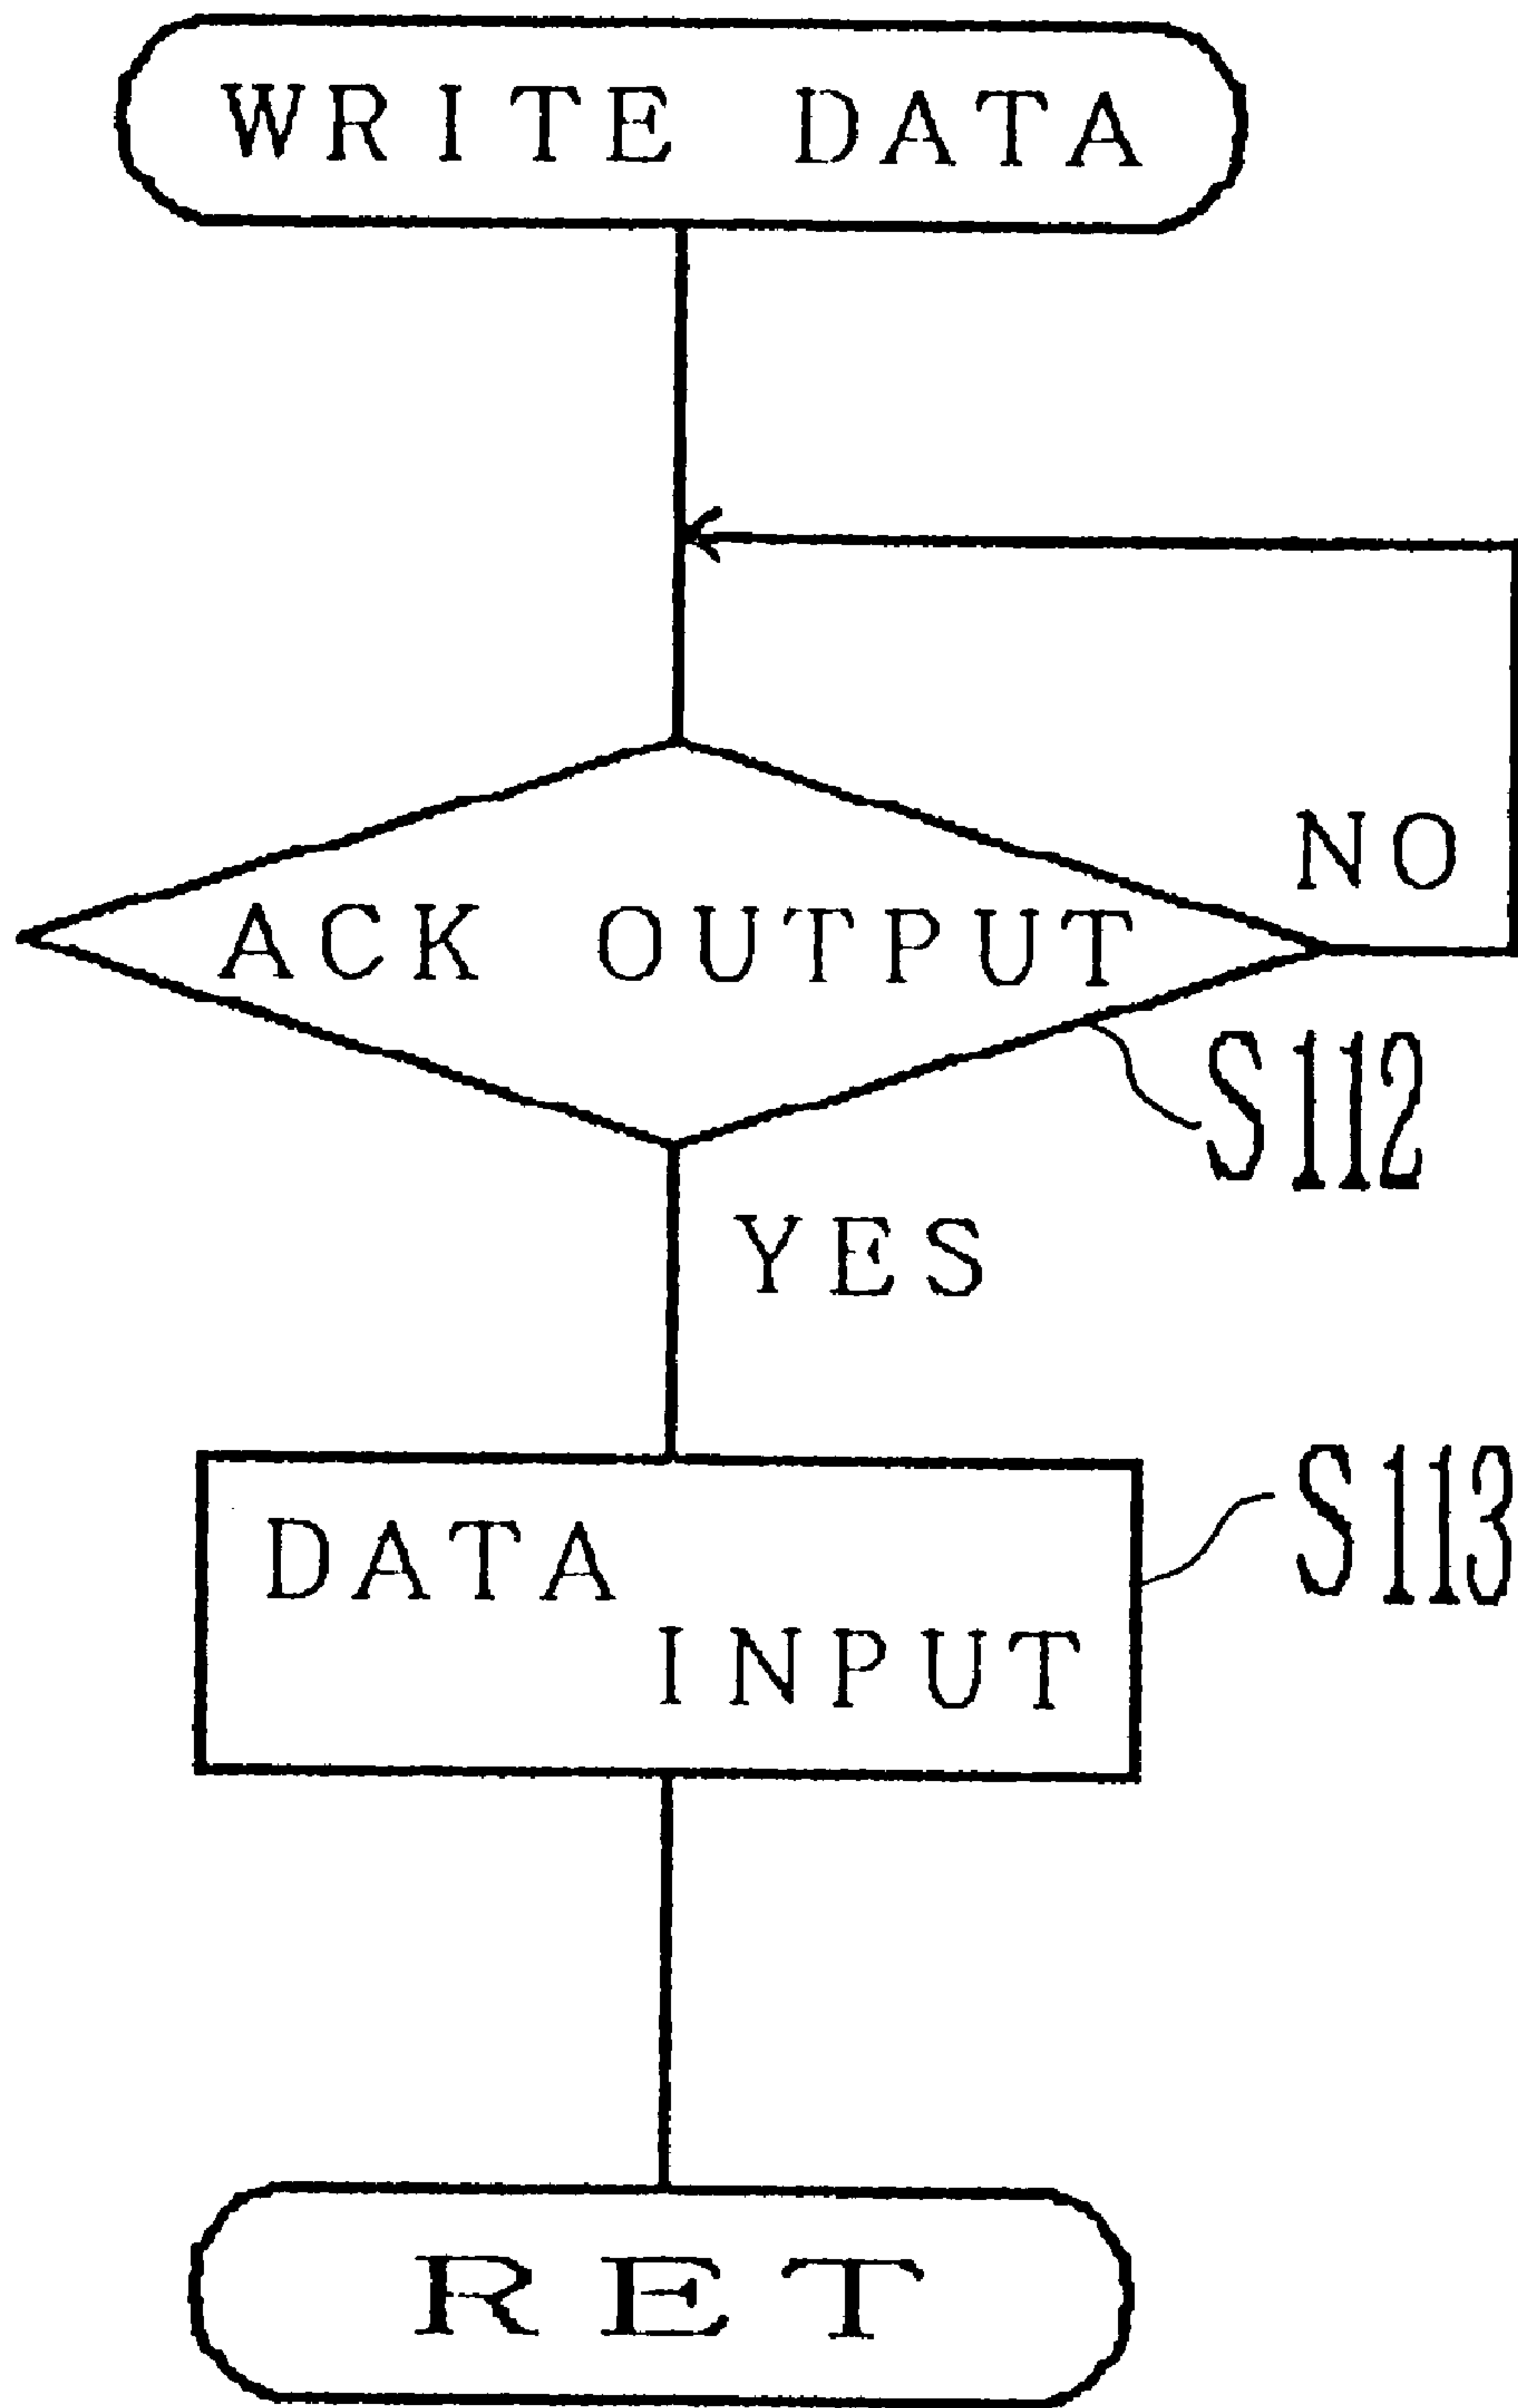 WRITE DATA
NO
ACK OUTPUT
S112
YES
S113
DATA
INPUT
RET